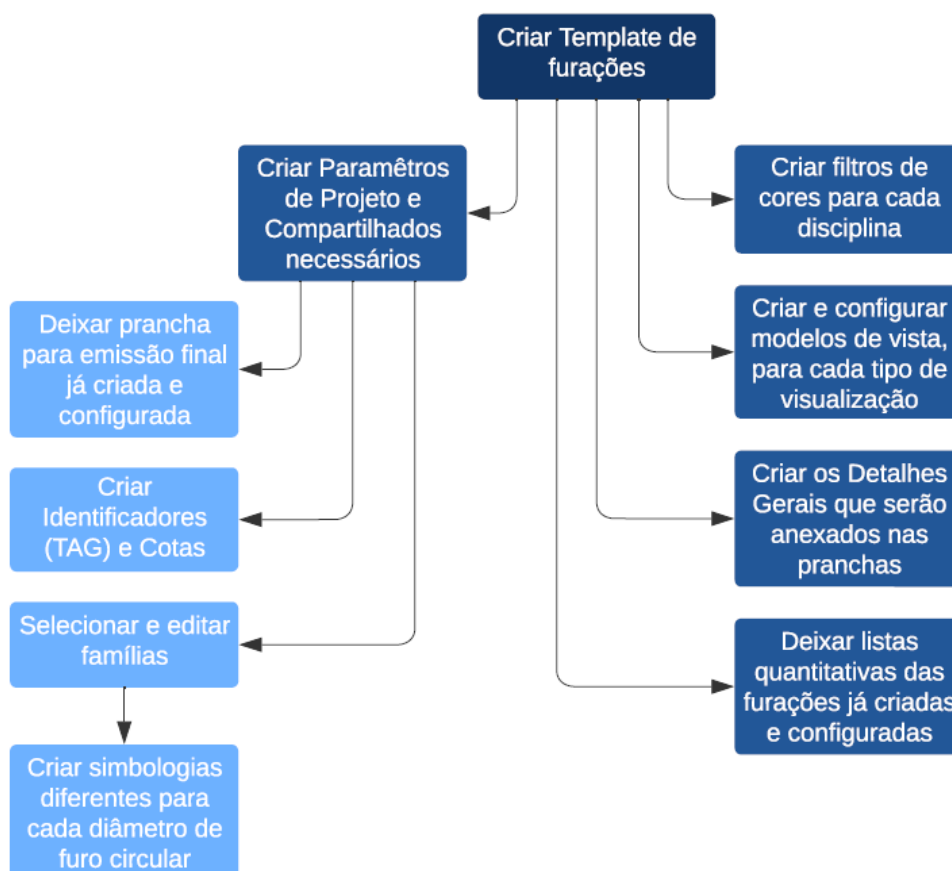 Criar Template de
furações
Criar Paramêtros
de Projeto e
Compartilhados
necessários
Deixar prancha
para emissão final
já criada e
configurada
Criar
Identificadores
(TAG) e Cotas
Selecionar e editar
famílias
Criar simbologias
diferentes para
cada diâmetro de
furo circular
Criar filtros de
cores para cada
disciplina
Criar e configurar
modelos de vista,
para cada tipo de
visualização
Criar os Detalhes
Gerais que serão
anexados nas
pranchas
Deixar listas
quantitativas das
furações já criadas
e configuradas